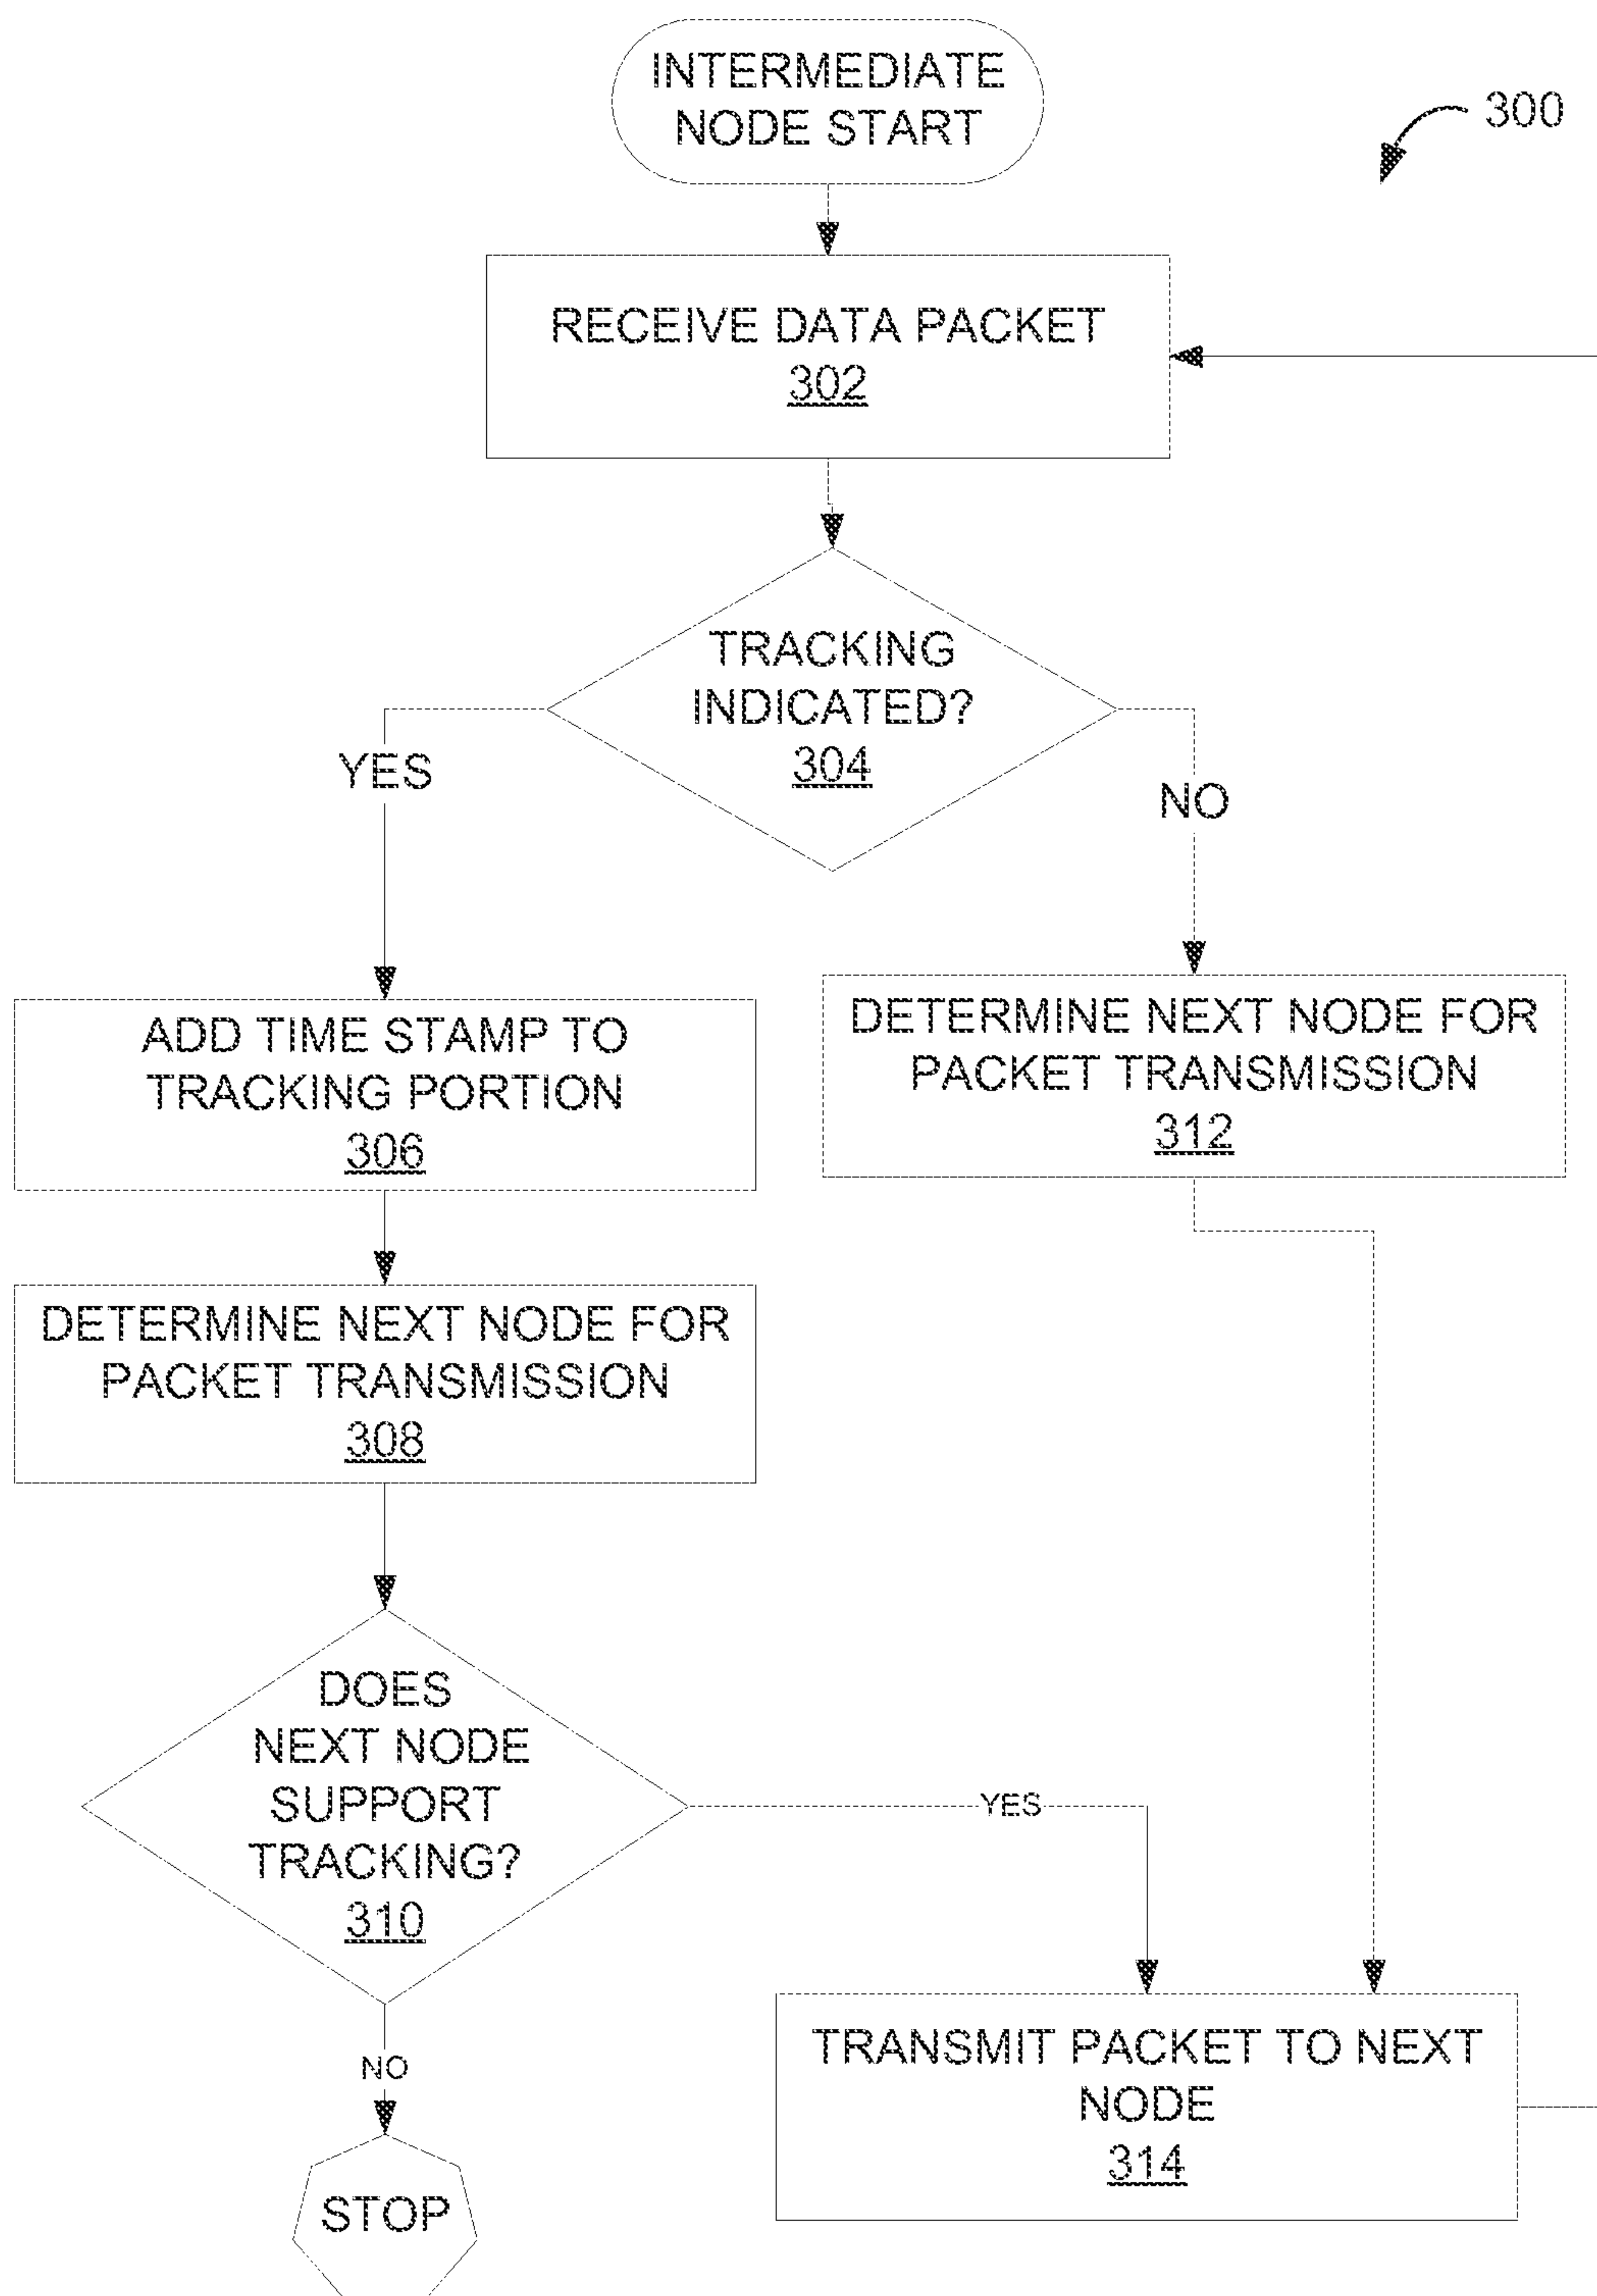 INTERMEDIATE
NODE START
300
RECEIVE DATA PACKET
302
TRACKING
INDICATED?
304
YES
NO
ADD TIME STAMP TO
TRACKING PORTION
306
DETERMINE NEXT NODE FOR
PACKET TRANSMISSION
312
DETERMINE NEXT NODE FOR
PACKET TRANSMISSION
308
DOES
NEXT NODE
SUPPORT
TRACKING?
310
YES
NO
TRANSMIT PACKET TO NEXT
NODE
314
STOP